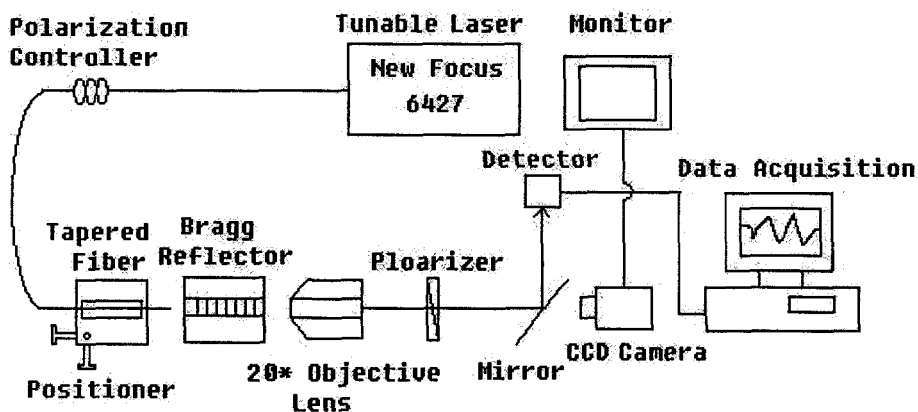 Polarization
Controller
Tunable Laser
New Focus
6427
Monitor
Detector
Data Acquisition
Tapered
Fiber
Bragg
Reflector
Ploarizer
Positioner
20* Objective
Lens
Mirror
CCD Camera